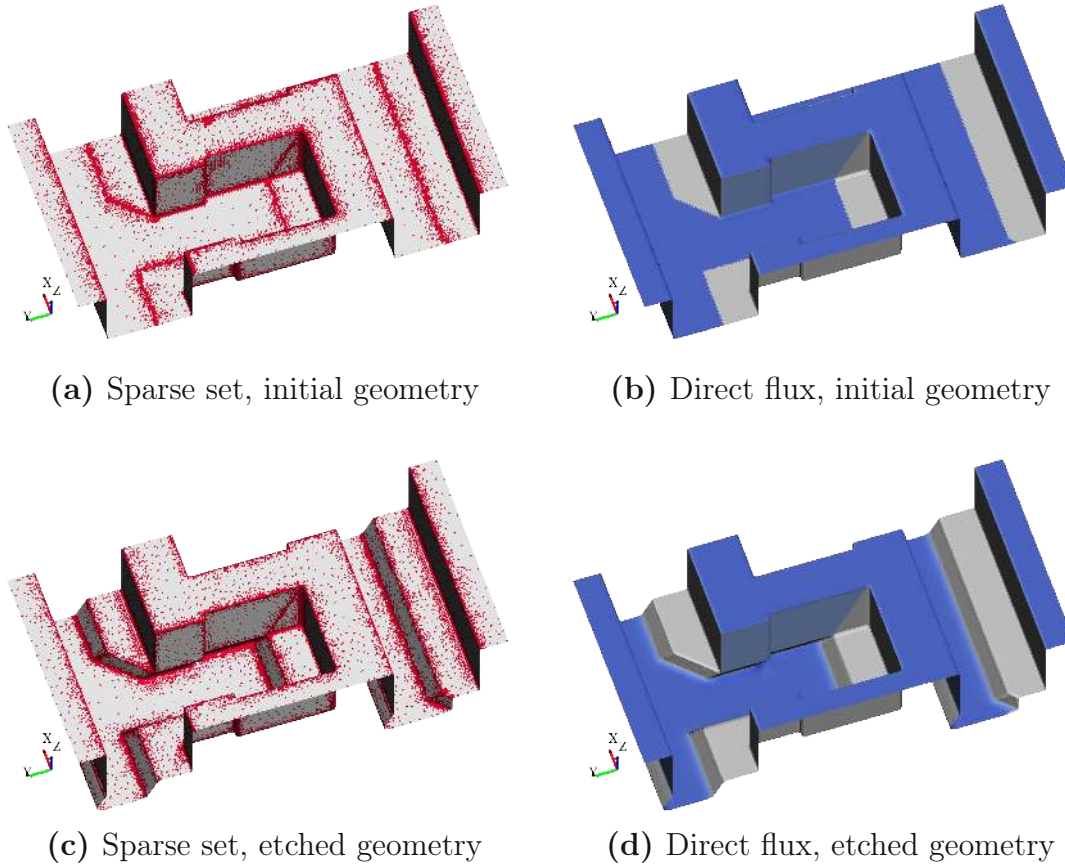 X
Z
Y
X
Z
Y
(a) Sparse set, initial geometry
(b) Direct flux, initial geometry
X
Z
Y
X
Z
Y
(c) Sparse set, etched geometry
(d) Direct flux, etched geometry